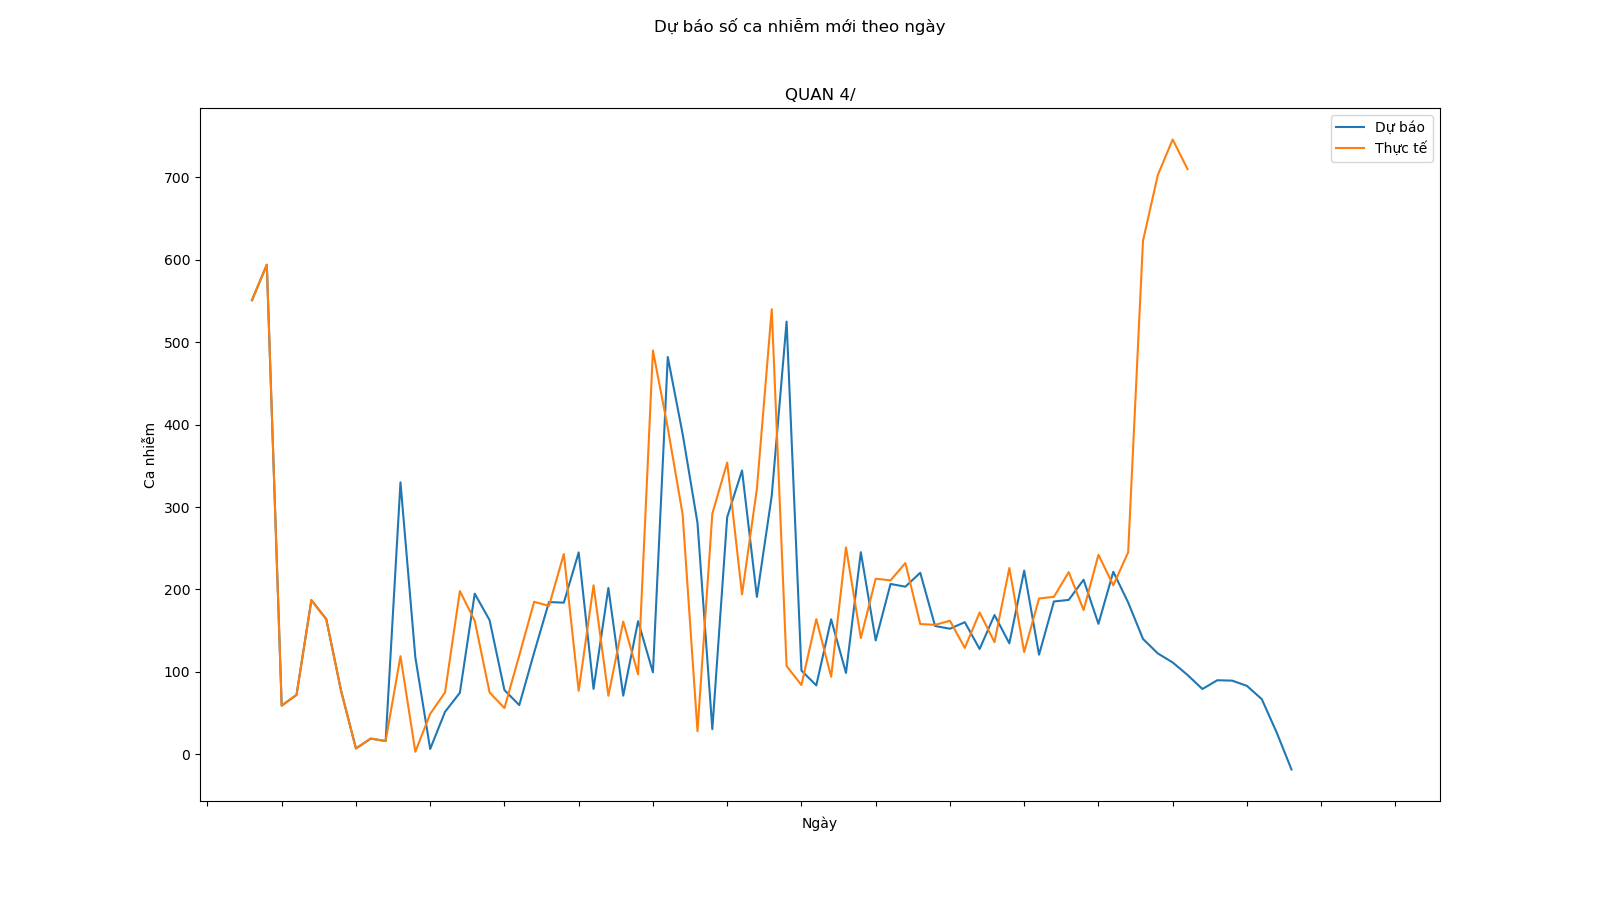 Dự báo số ca nhiễm mới theo ngày
QUAN 4/
Dự báo
Thực tế
700
600
500
400
300
200
100
0
Ca nhiễm
Ngày